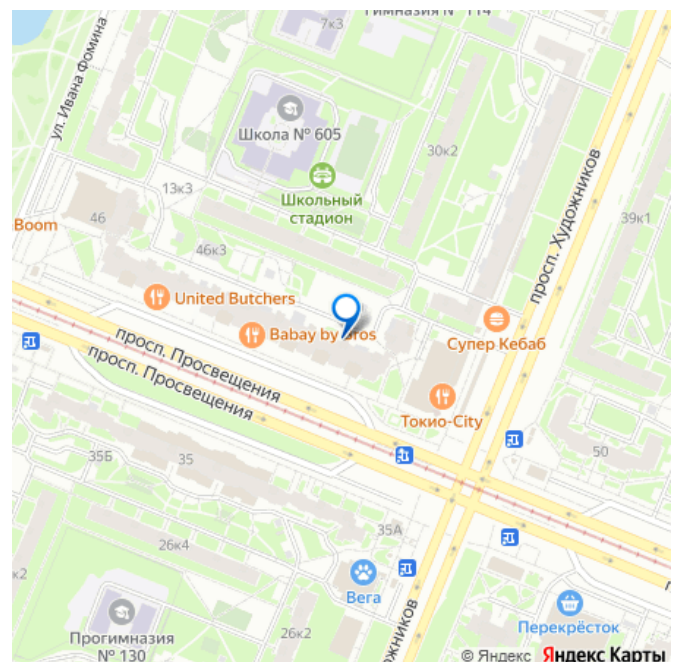 Гимназия № 114
7к3
ул. Ивана Фомина
Школа № 605
30к2
просп. Художников
Школьный
стадион
13к3
39к1
46
Boom
46к3
United Butchers
Babay by
Супер Кебаб
просп. Просвещения
просп. Просвещения
Токио-City
50
35Б
35
35А
26к4
Вега
Прогимназия
№ 130
26к2
Перекрёсток
© Яндекс Яндекс Карты